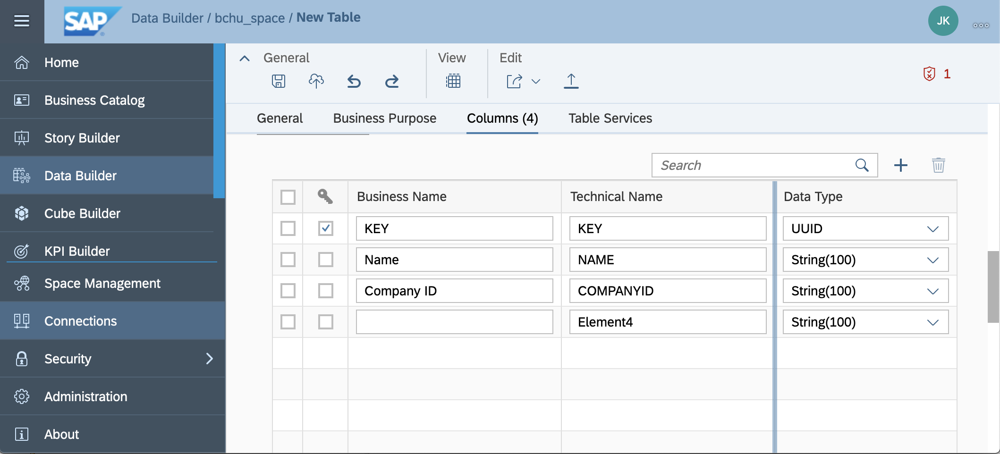 SAP
Data Builder / bchu_space / New Table
JK
Home
Business Catalog
Story Builder
Data Builder
Cube Builder
KPI Builder
Space Management
Connections
Security
Administration
About
General
View
Edit
1
General
Business Purpose
Columns (4)
Table Services
Search
Business Name
Technical Name
Data Type
KEY
KEY
UUID
Name
NAME
String(100)
Company ID
COMPANYID
String(100)
Element4
String(100)